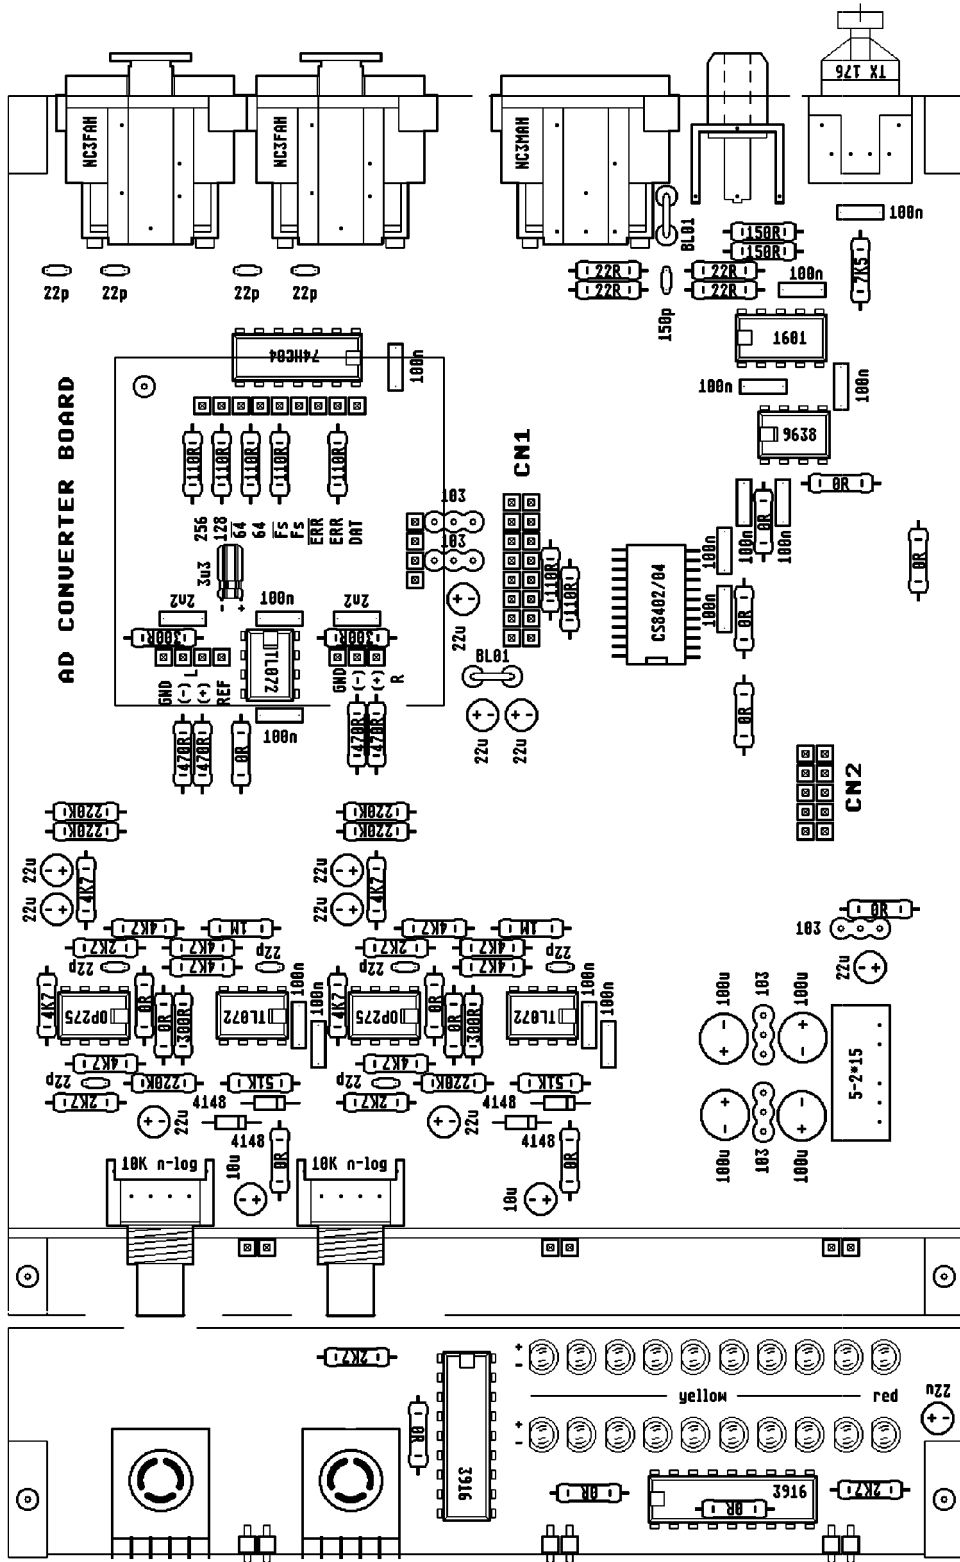 TX 176
NC3FAH
NC3FAH
NC3MAH
100n
BL01
150R
150R
7K5
22p
22p
22p
22p
22R
22R
22R
22R
150p
100n
74HC04
100n
1601
100n
100n
9638
AD CONVERTER BOARD
CN1
110R
110R
110R
110R
110R
103
0R
256
128
64
64
Fs
Fs
ERR
ERR
DAT
103
100n
0R
100n
100n
0R
3u3
- +
110R
110R
CS8402/04
2n2
100n
2n2
22u
100n
0R
300R
TL072
300R
BL01
L
R
GND
(-)
(+)
REF
GND
(-)
(+)
100n
22u
22u
0R
470R
470R
0R
470R
470R
CN2
220K
220K
220K
220K
22u
22u
4K7
22u
22u
4K7
0R
103
4K7
1M
4K7
1M
2K7
4K7
2K7
4K7
22p
4K7
22p
4K7
22p
22u
4K7
OP275
0R
0R
300R
TL072
100n
100n
4K7
OP275
0R
0R
300R
TL072
100n
100n
100u
103
100u
5-2*15
4K7
4K7
22p
220K
51K
22p
220K
51K
2K7
4148
2K7
4148
22u
4148
22u
4148
100u
103
100u
10K u-log
10u
0R
10K u-log
10u
0R
2K7
+
-
yellow
red
22u
+
-
0R
3916
0R
3916
0R
2K7